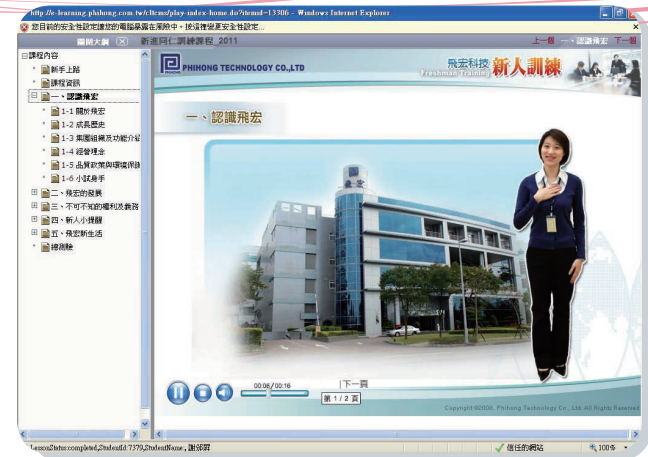 http://e-learning.phihong.com.tw/cltcms/play-index-home.do?itemid=13306 - Windows Internet Explorer
您目前的安全性設定讓您的電腦暴露在風險中。按這裡變更安全性設定...
關閉大綱
新進同仁訓練課程_2011
上一個 一、認識飛宏 下一個
課程內容
新手上路
課程資訊
一、認識飛宏
1-1 關於飛宏
1-2 成長歷史
1-3 集團組織及功能介紹
1-4 經營理念
1-5 品質政策與環境保護
1-6 小試身手
二、飛宏的發展
三、不可不知的權利及義務
四、新人小提醒
五、飛宏新生活
總測驗
PHIHONG TECHNOLOGY CO.,LTD
飛宏科技 新人訓練
Freshman Training
一、認識飛宏
飛宏
00:06/00:16
|下一頁
第 1 / 2 頁
Copyright ©2008. Phihong Technology Co., Ltd. All Rights Reserved
LessonStatus:completed,StudentId:7379,StudentName:,謝邠屏
信任的網站
100%